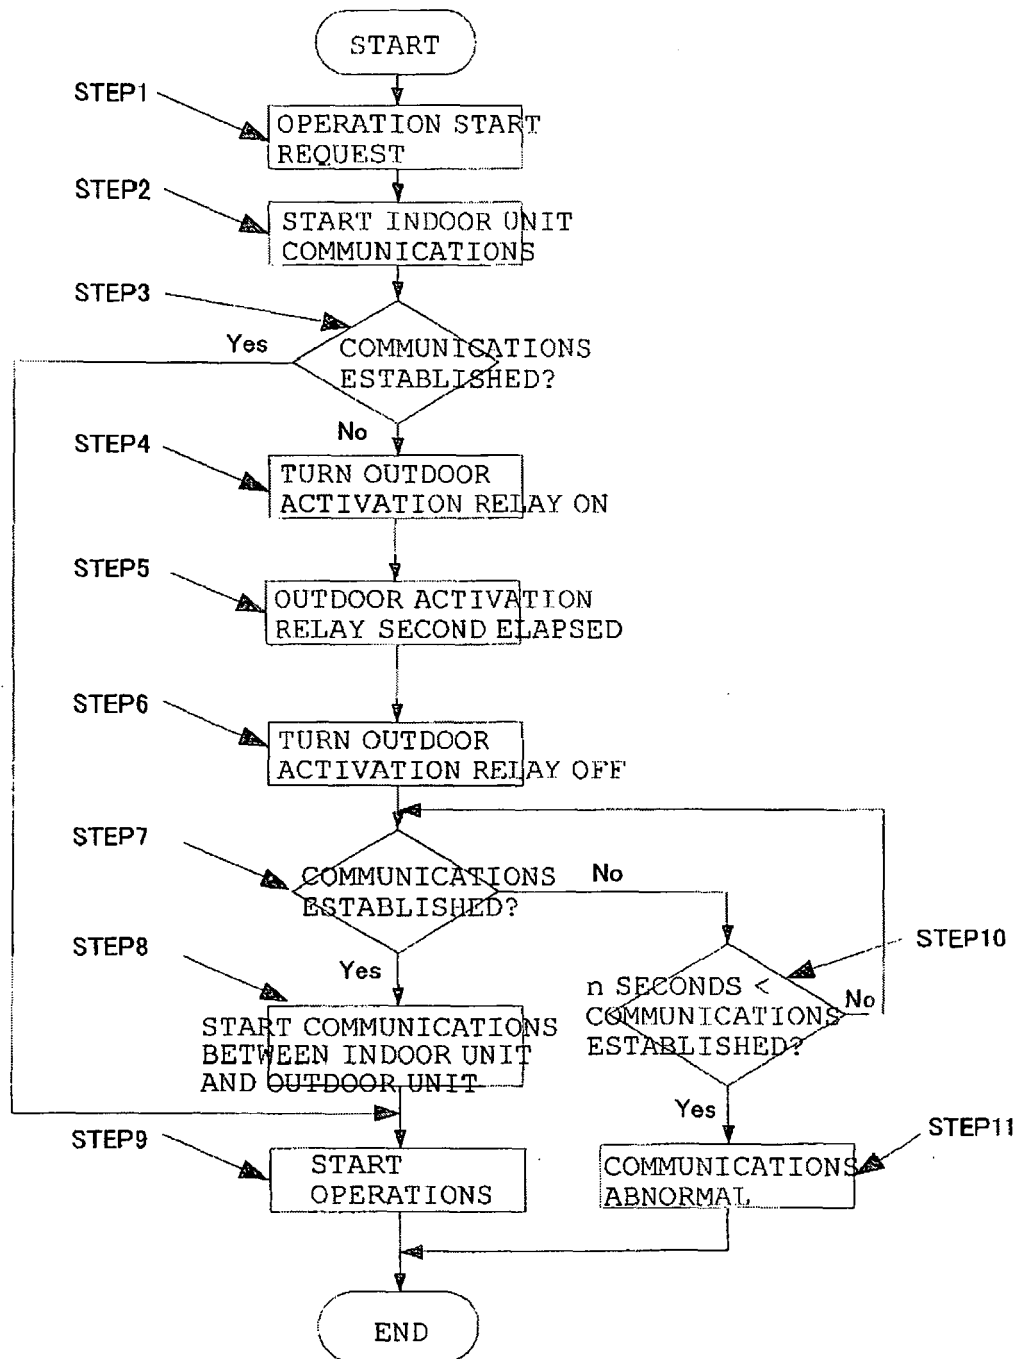 START
STEP1
OPERATION START
REQUEST
STEP2
START INDOOR UNIT
COMMUNICATIONS
STEP3
Yes
COMMUNICATIONS
ESTABLISHED?
No
STEP4
TURN OUTDOOR
ACTIVATION RELAY ON
STEP5
OUTDOOR ACTIVATION
RELAY SECOND ELAPSED
STEP6
TURN OUTDOOR
ACTIVATION RELAY OFF
STEP7
COMMUNICATIONS
ESTABLISHED?
No
STEP8
Yes
STEP10
n SECONDS <
COMMUNICATIONS
ESTABLISHED?
No
START COMMUNICATIONS
BETWEEN INDOOR UNIT
AND OUTDOOR UNIT
Yes
STEP9
START
OPERATIONS
STEP11
COMMUNICATIONS
ABNORMAL
END